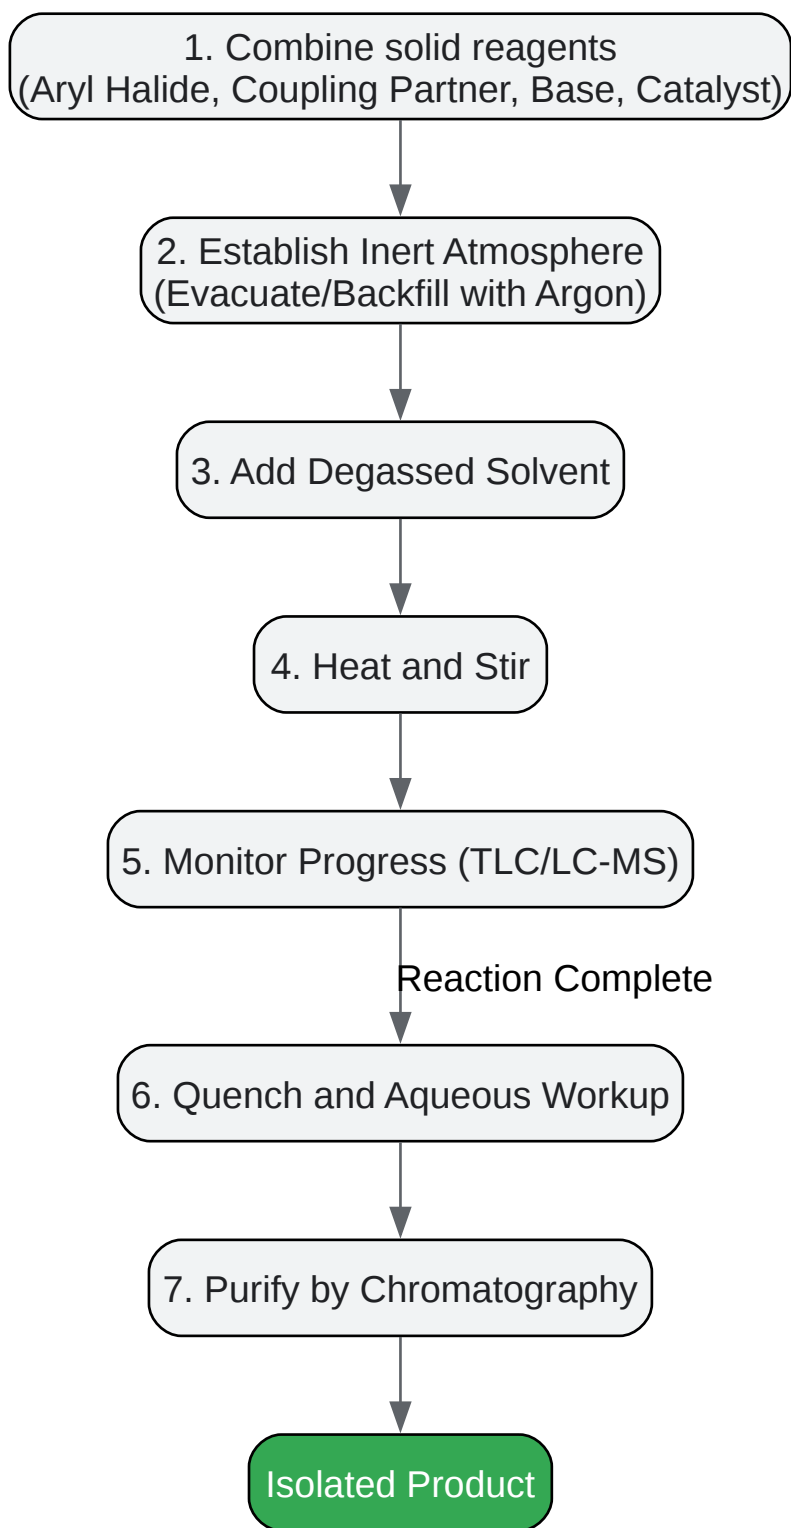 1. Combine solid reagents
(Aryl Halide, Coupling Partner, Base, Catalyst)
2. Establish Inert Atmosphere
(Evacuate/Backfill with Argon)
3. Add Degassed Solvent
4. Heat and Stir
5. Monitor Progress (TLC/LC-MS)
Reaction Complete
6. Quench and Aqueous Workup
7. Purify by Chromatography
Isolated Product